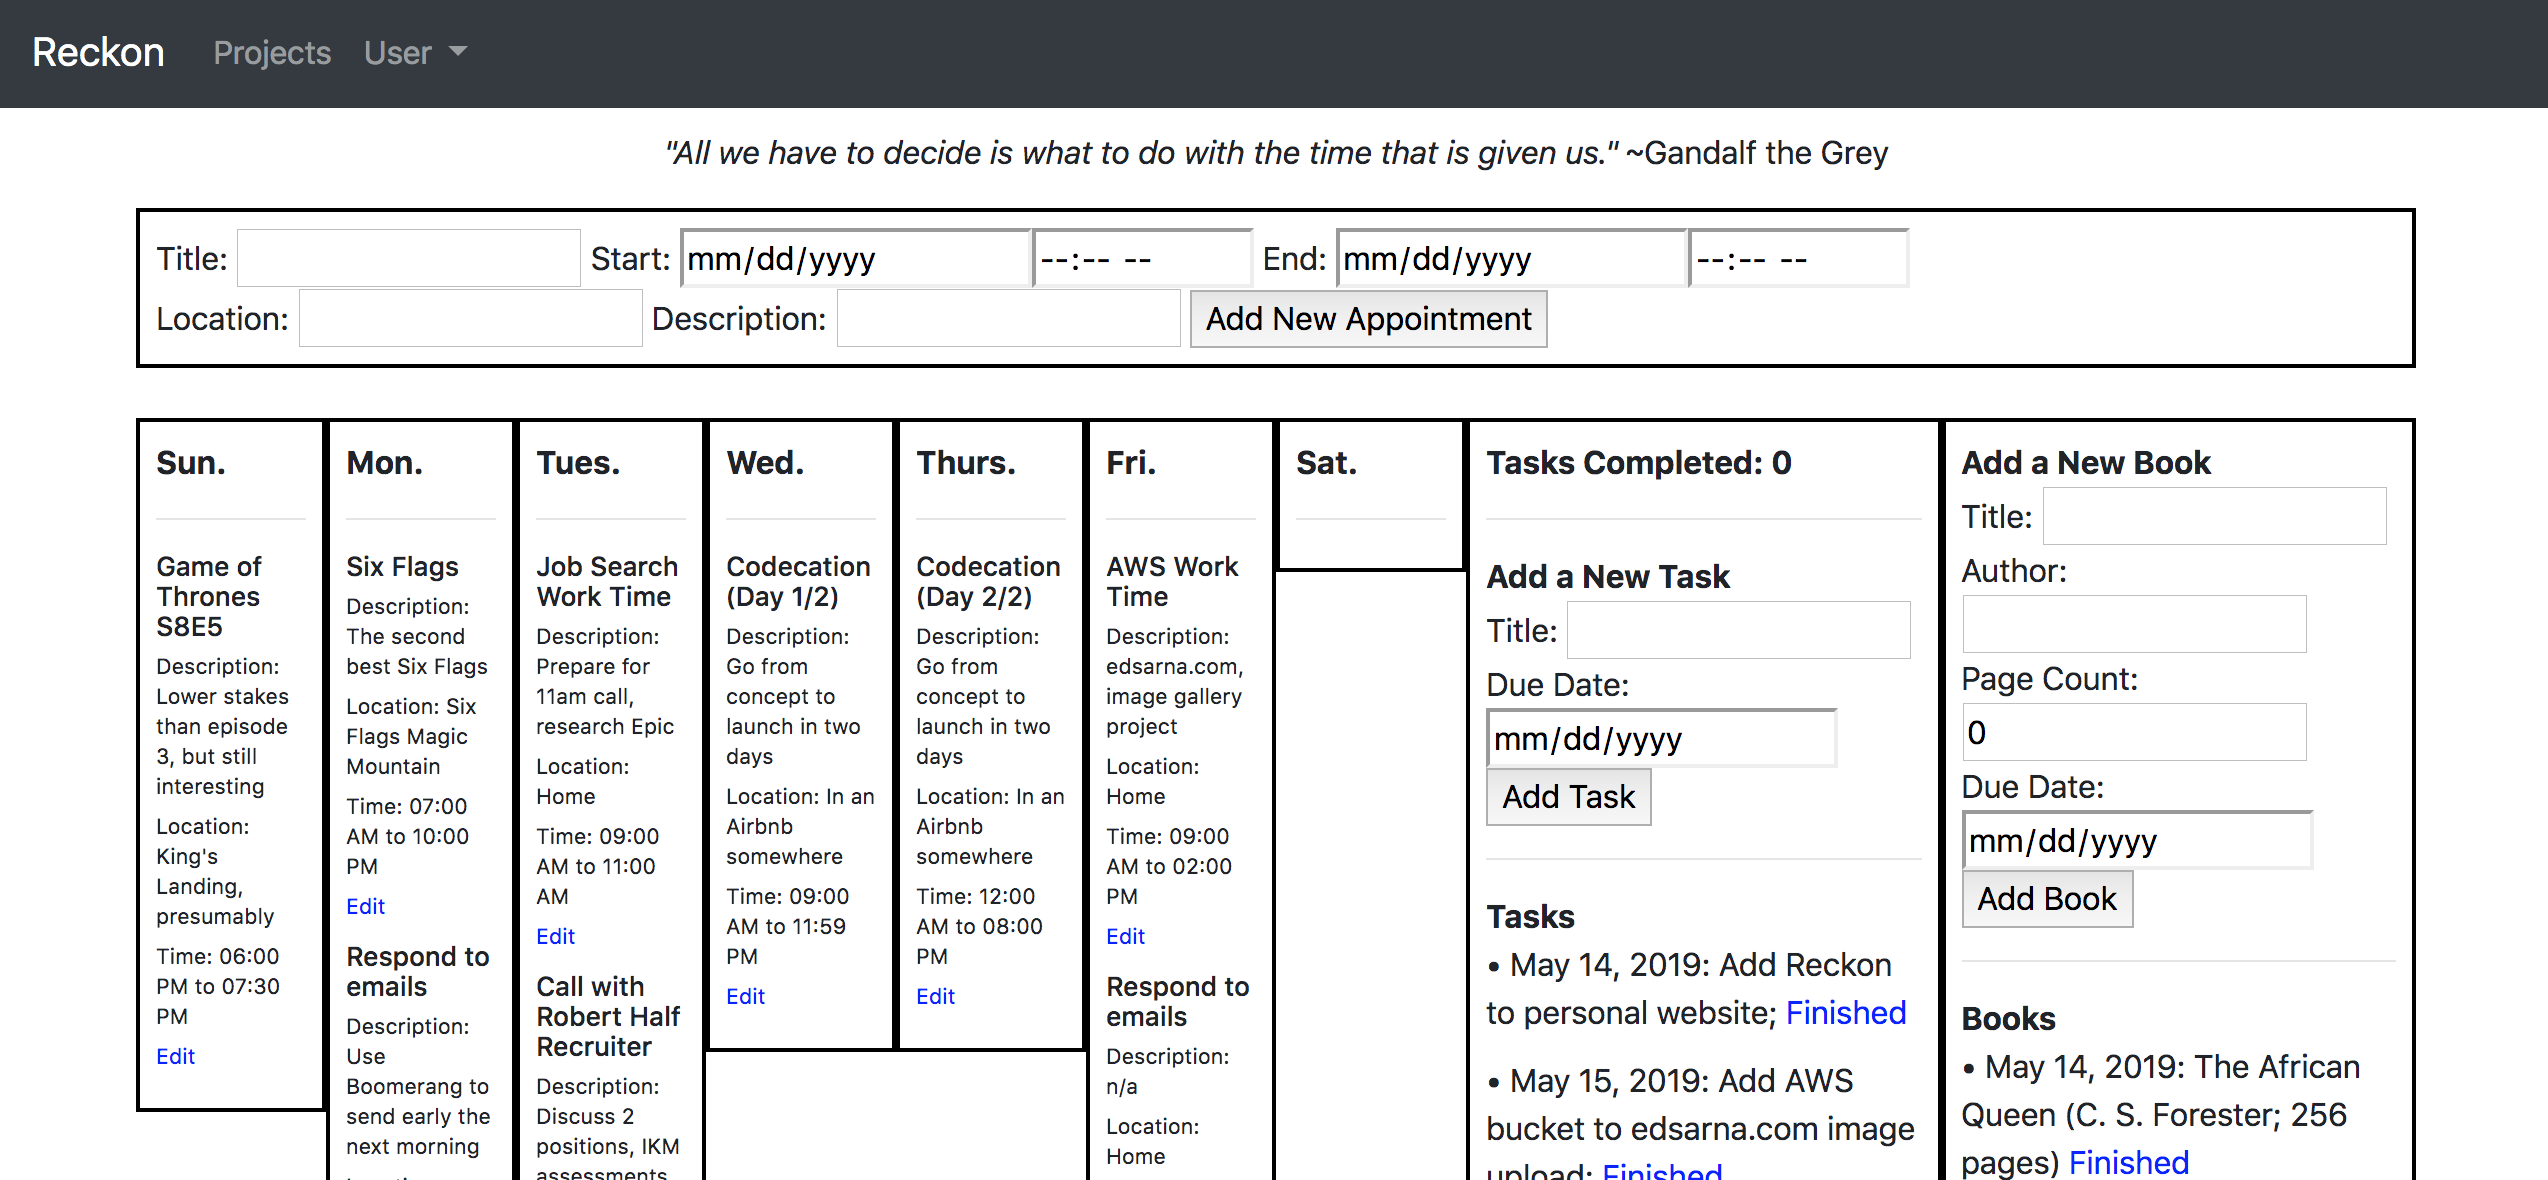 Reckon Projects User
"All we have to decide is what to do with the time that is given us." ~Gandalf the Grey
Title: Start: mm/dd/yyyy --:-- -- End: mm/dd/yyyy --:-- --
Location: Description: Add New Appointment
Sun.
Game of
Thrones
S8E5
Description:
Lower stakes
than episode
3, but still
interesting
Location:
King's
Landing,
presumably
Time: 06:00
PM to 07:30
PM
Edit
Mon.
Six Flags
Description:
The second
best Six Flags
Location: Six
Flags Magic
Mountain
Time: 07:00
AM to 10:00
PM
Edit
Respond to
emails
Description:
Use
Boomerang to
send early the
next morning
Tues.
Job Search
Work Time
Description:
Prepare for
11am call,
research Epic
Location:
Home
Time: 09:00
AM to 11:00
AM
Edit
Call with
Robert Half
Recruiter
Description:
Discuss 2
positions, IKM
assessments
Wed.
Codecation
(Day 1/2)
Description:
Go from
concept to
launch in two
days
Location: In an
Airbnb
somewhere
Time: 09:00
AM to 11:59
PM
Edit
Thurs.
Codecation
(Day 2/2)
Description:
Go from
concept to
launch in two
days
Location: In an
Airbnb
somewhere
Time: 12:00
AM to 08:00
PM
Edit
Fri.
AWS Work
Time
Description:
edsarna.com,
image gallery
project
Location:
Home
Time: 09:00
AM to 02:00
PM
Edit
Respond to
emails
Description:
n/a
Location:
Home
Sat.
Tasks Completed: 0
Add a New Task
Title:
Due Date:
mm/dd/yyyy
Add Task
Tasks
• May 14, 2019: Add Reckon
to personal website; Finished
• May 15, 2019: Add AWS
bucket to edsarna.com image
upload; Finished
Add a New Book
Title:
Author:
Page Count:
0
Due Date:
mm/dd/yyyy
Add Book
Books
• May 14, 2019: The African
Queen (C. S. Forester; 256
pages) Finished